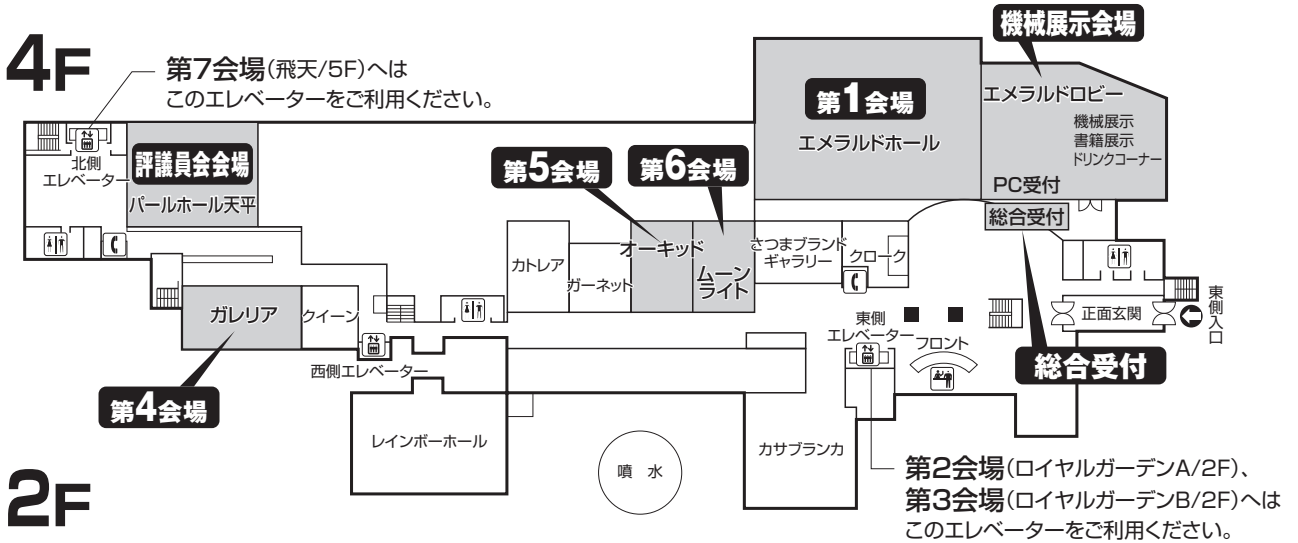 4F
第7会場(飛天/5F)へは
このエレベーターをご利用ください。
機械展示会場
第1会場
エメラルドホール
エメラルドロビー
機械展示
書籍展示
ドリンクコーナー
PC受付
総合受付
北側
エレベーター
評議員会会場
パールホール天平
第5会場
第6会場
カトレア
ガーネット
オーキッド
ムーン
ライト
さつまブランド
ギャラリー
クローク
ガレリア
クイーン
西側エレベーター
第4会場
東側
エレベーター
フロント
正面玄関
東側入口
総合受付
レインボーホール
噴 水
カサブランカ
第2会場(ロイヤルガーデンA/2F)、
第3会場(ロイヤルガーデンB/2F)へは
このエレベーターをご利用ください。
2F